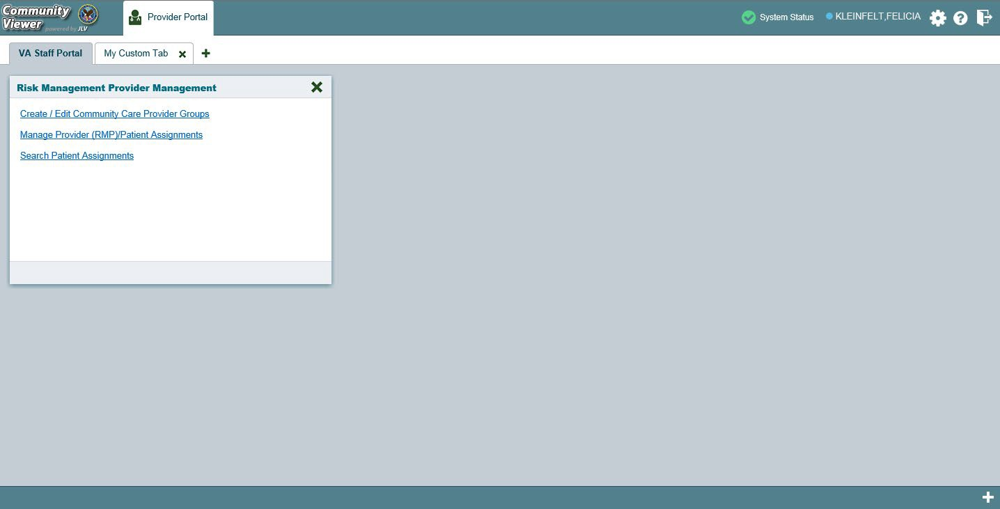 Community
Viewer powered by JLV
Provider Portal
System Status
KLEINFELT,FELICIA
VA Staff Portal
My Custom Tab
Risk Management Provider Management
Create / Edit Community Care Provider Groups
Manage Provider (RMP)/Patient Assignments
Search Patient Assignments